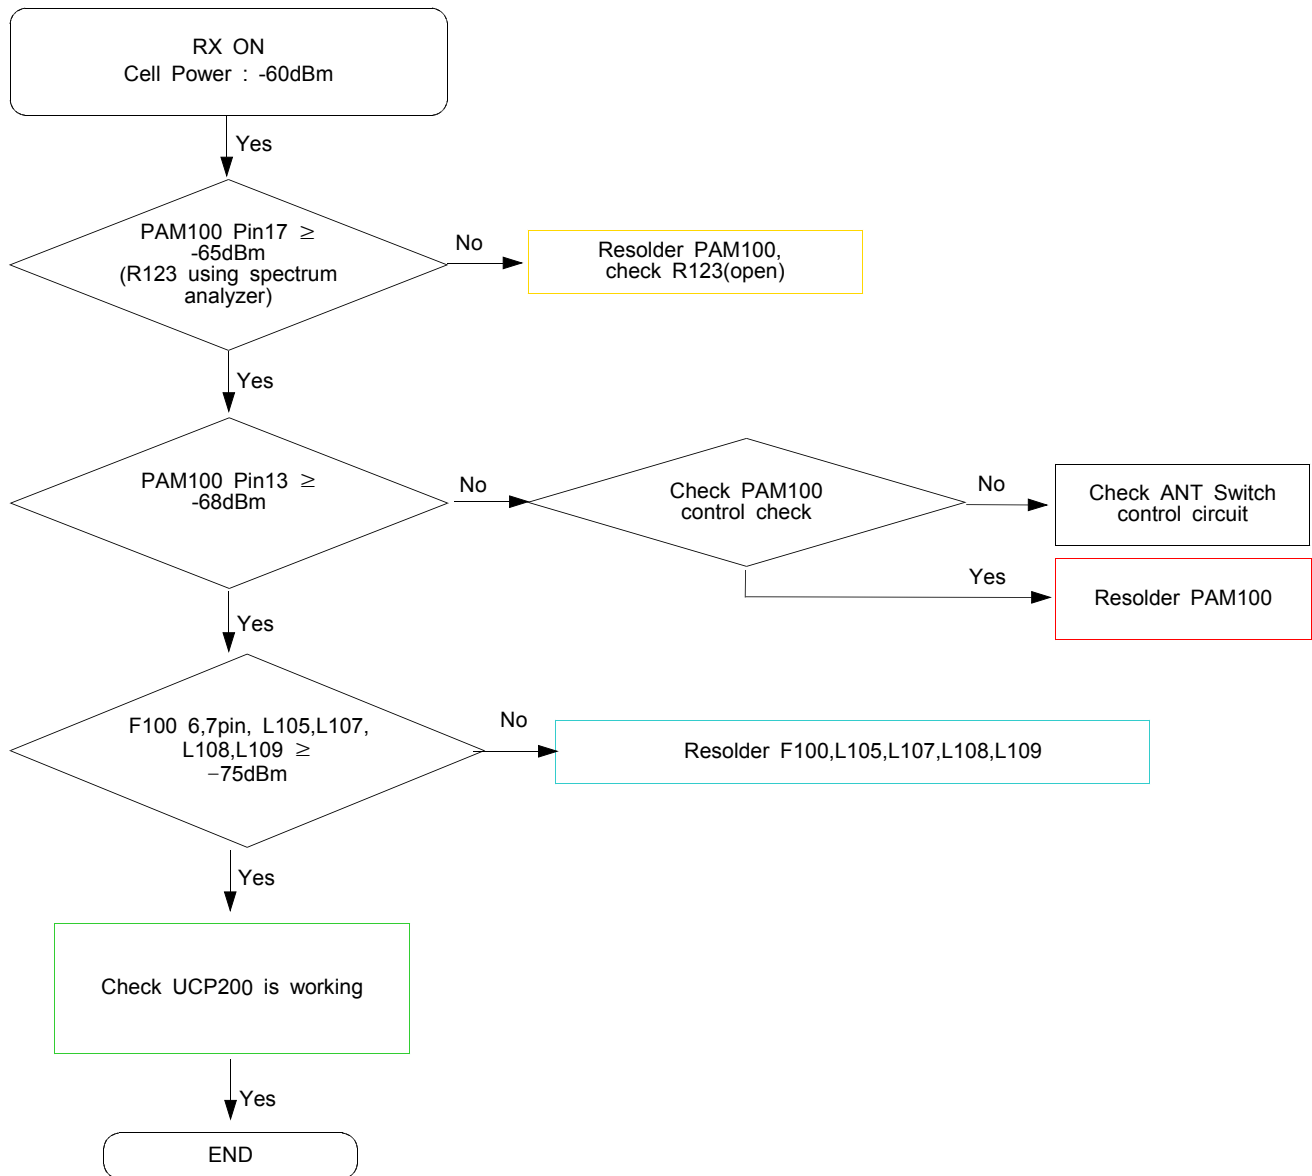 RX ON
Cell Power : -60dBm
Yes
PAM100 Pin17 ≥
-65dBm
(R123 using spectrum
analyzer)
No
Resolder PAM100,
check R123(open)
Yes
PAM100 Pin13 ≥
-68dBm
No
Check PAM100
control check
No
Check ANT Switch
control circuit
Yes
Resolder PAM100
Yes
F100 6,7pin, L105,L107,
L108,L109 ≥
−75dBm
No
Resolder F100,L105,L107,L108,L109
Yes
Check UCP200 is working
Yes
END